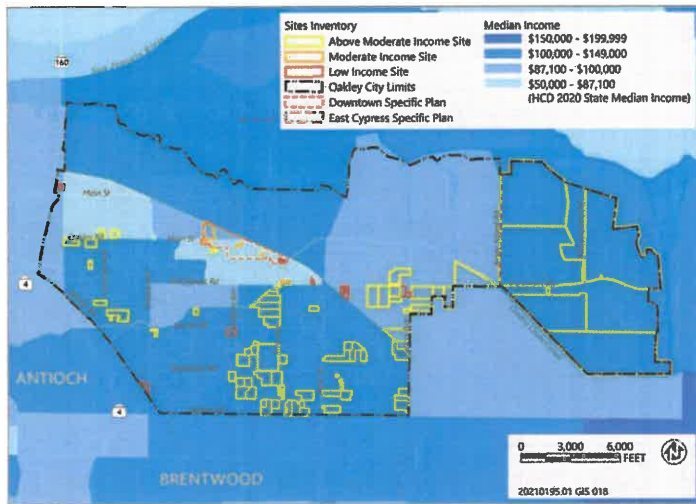 Sites Inventory
Above Moderate Income Site
Moderate Income Site
Low Income Site
Oakley City Limits
Downtown Specific Plan
East Cypress Specific Plan
Median Income
$150,000 - $199,999
$100,000 - $149,000
$87,100 - $100,000
$50,000 - $87,100
(HCD 2020 State Median Income)
160
Main St
4
ANTIOCH
4
BRENTWOOD
0 3,000 6,000
FEET
20210195.01 GIS 018